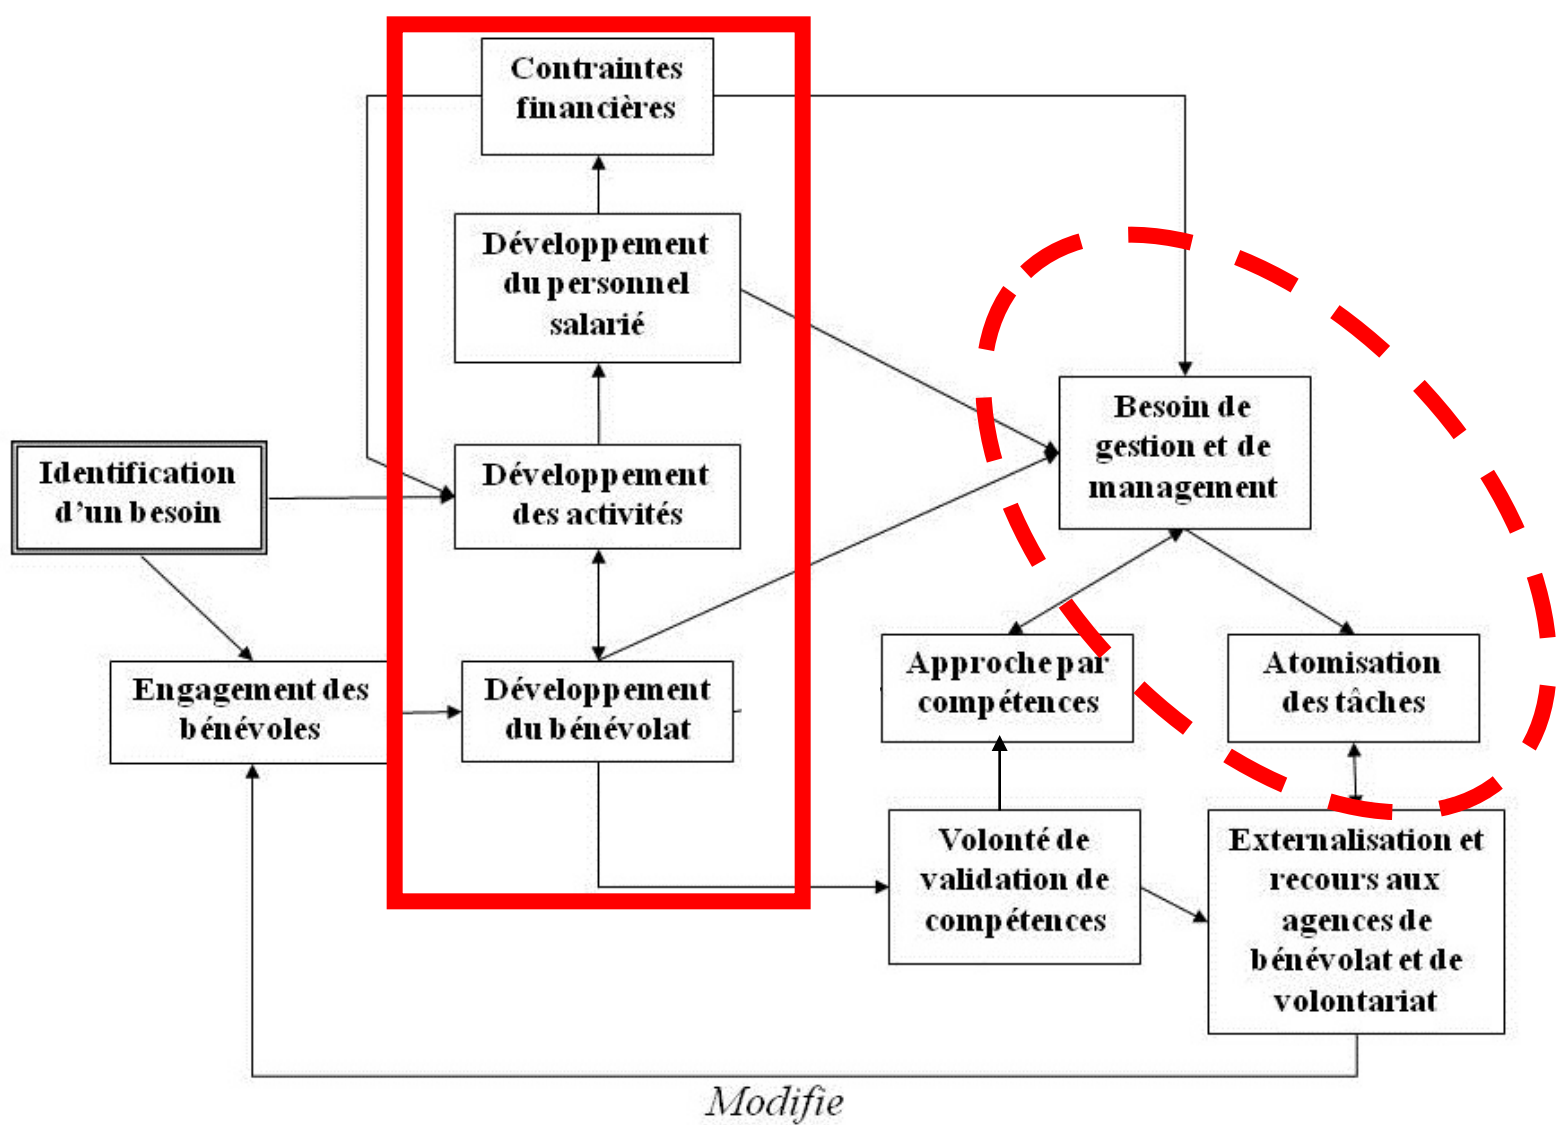 Contraintes
financières
Développement
du personnel
salarié
Identification
d’un besoin
Développement
des activités
Besoin de
gestion et de
management
Engagement des
bénévoles
Développement
du bénévolat
Approche par
compétences
Atomisation
des tâches
Volonté de
validation de
compétences
Externalisation et
recours aux
agences de
bénévolat et de
volontariat
Modifie